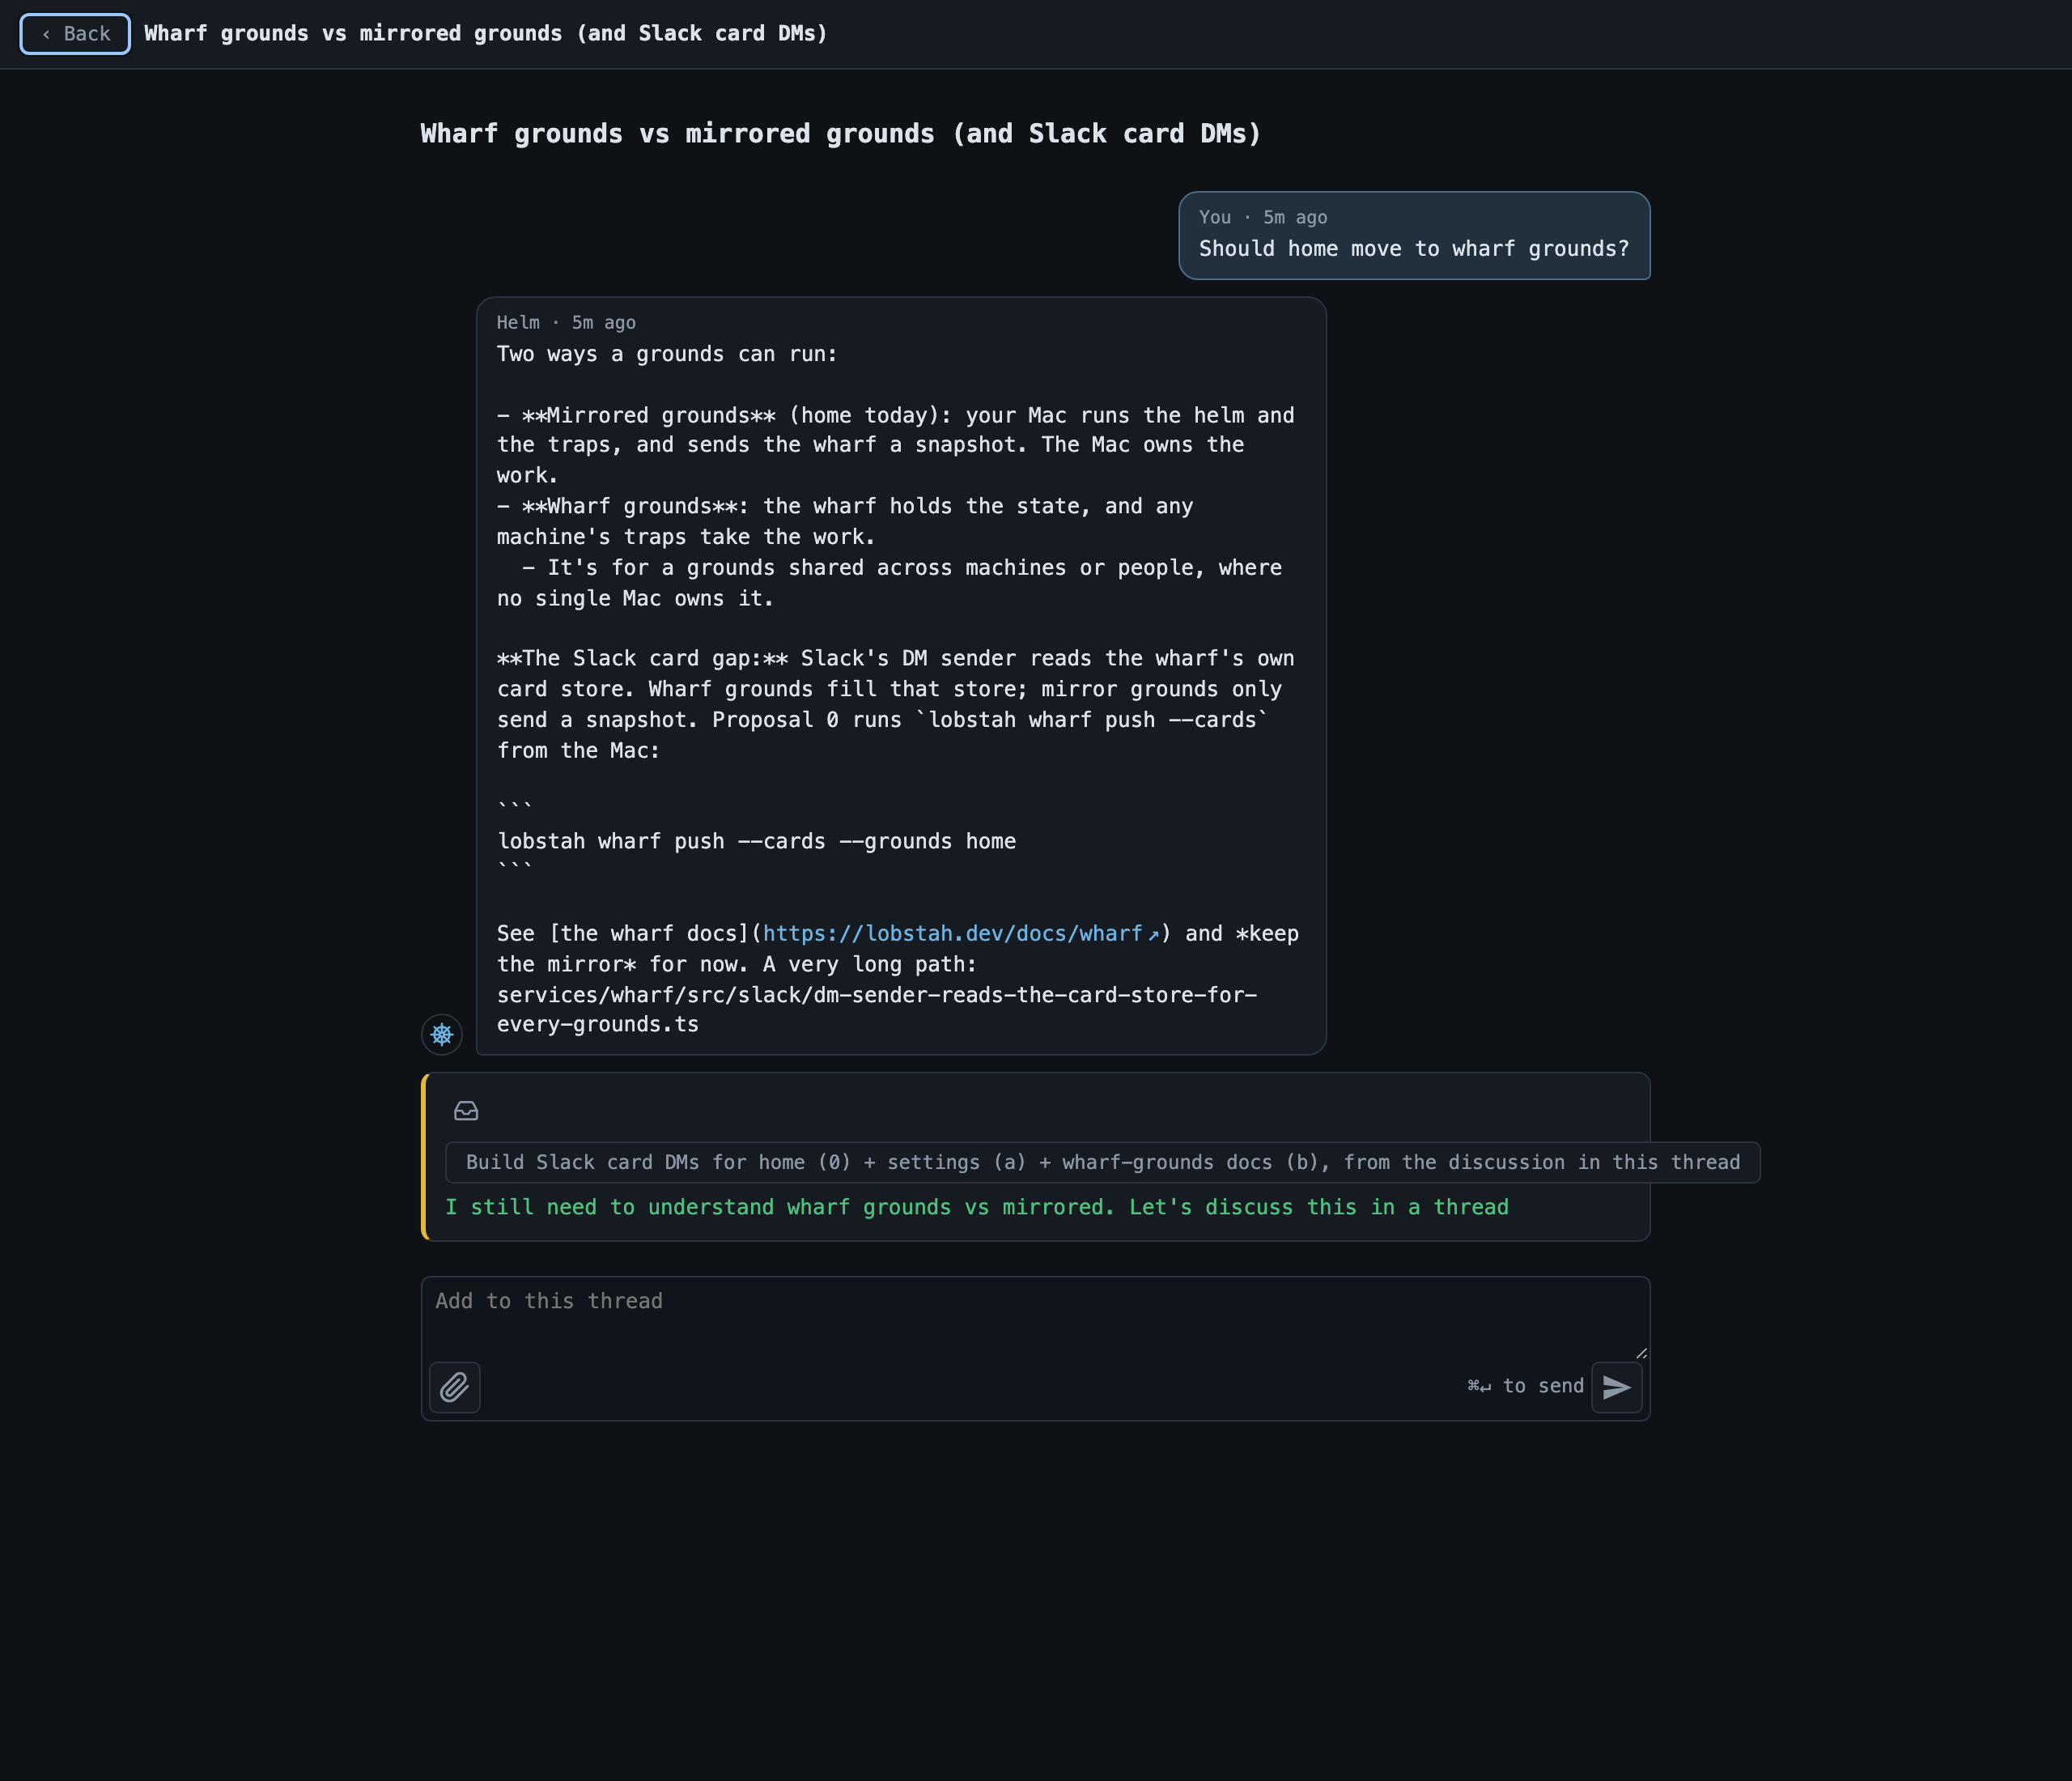 ‹ Back
Wharf grounds vs mirrored grounds (and Slack card DMs)
Wharf grounds vs mirrored grounds (and Slack card DMs)
You · 5m ago
Should home move to wharf grounds?
Helm · 5m ago
Two ways a grounds can run:
- **Mirrored grounds** (home today): your Mac runs the helm and
the traps, and sends the wharf a snapshot. The Mac owns the
work.
- **Wharf grounds**: the wharf holds the state, and any
machine's traps take the work.
  - It's for a grounds shared across machines or people, where
no single Mac owns it.
**The Slack card gap:** Slack's DM sender reads the wharf's own
card store. Wharf grounds fill that store; mirror grounds only
send a snapshot. Proposal 0 runs `lobstah wharf push --cards`
from the Mac:
```
lobstah wharf push --cards --grounds home
```
See [the wharf docs](https://lobstah.dev/docs/wharf↗) and *keep
the mirror* for now. A very long path:
services/wharf/src/slack/dm-sender-reads-the-card-store-for-
every-grounds.ts
Build Slack card DMs for home (0) + settings (a) + wharf-grounds docs (b), from the discussion in this thread
I still need to understand wharf grounds vs mirrored. Let's discuss this in a thread
Add to this thread
⌘↵ to send